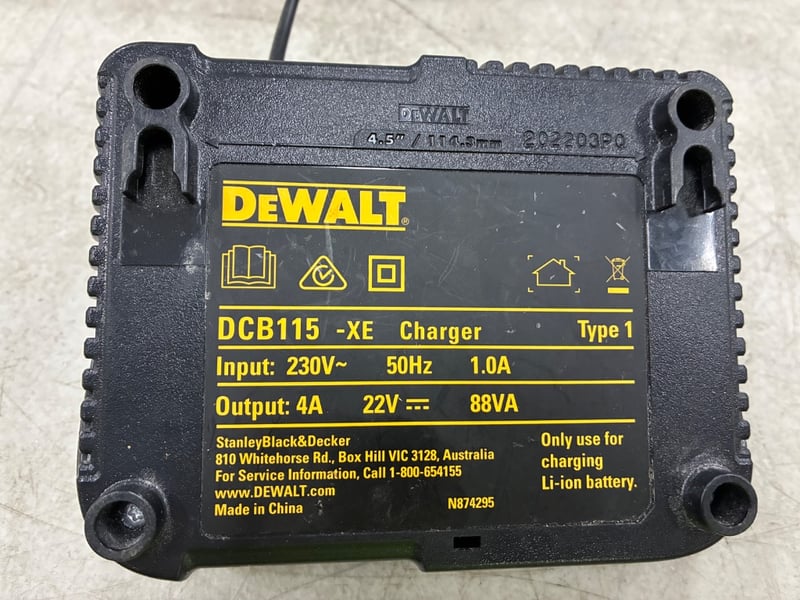 DEWALT
4.5" / 114.3mm 202203PQ
DEWALT®
DCB115 -XE Charger Type 1
Input: 230V~ 50Hz 1.0A
Output: 4A 22V⎓ 88VA
StanleyBlack&Decker
810 Whitehorse Rd., Box Hill VIC 3128, Australia
For Service Information, Call 1-800-654155
www.DEWALT.com
Made in China N874295
Only use for
charging
Li-ion battery.